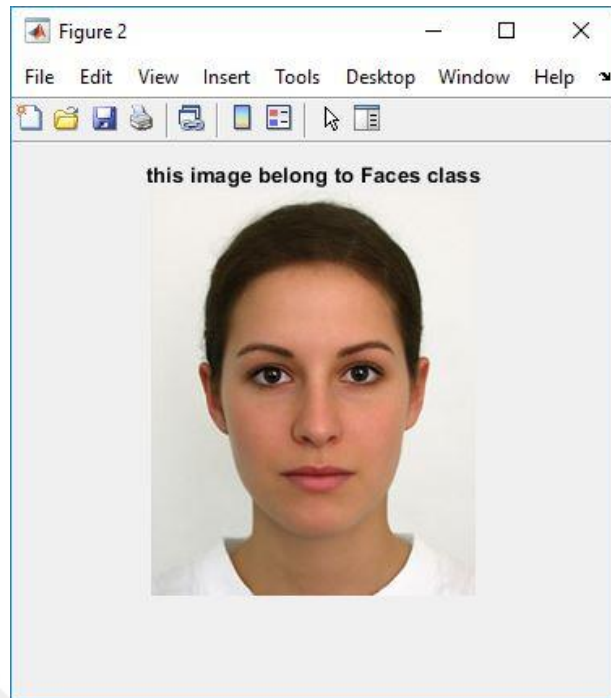 Figure 2
File Edit View Insert Tools Desktop Window Help
this image belong to Faces class